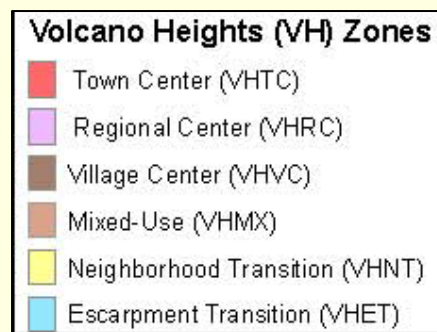 Volcano Heights (VH) Zones
Town Center (VHTC)
Regional Center (VHRC)
Village Center (VHVC)
Mixed-Use (VHMX)
Neighborhood Transition (VHNT)
Escarpment Transition (VHET)